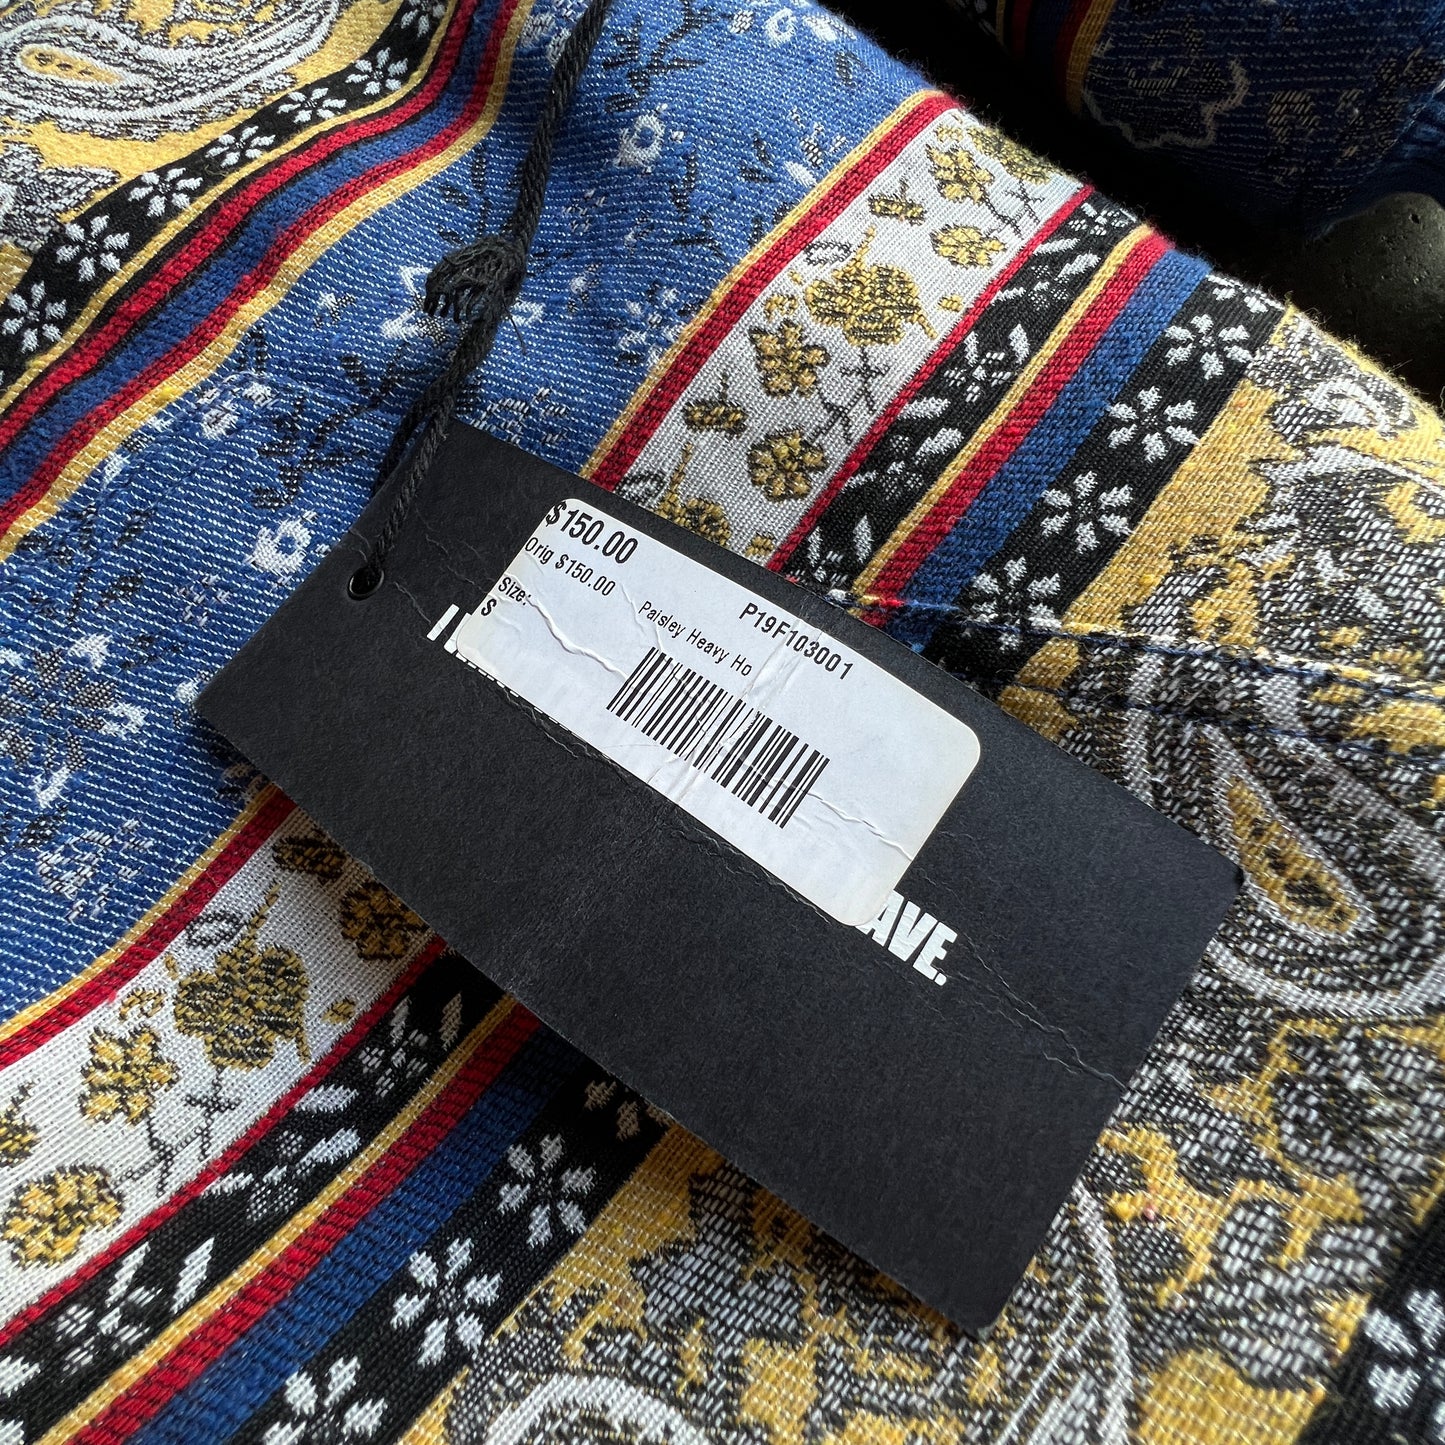 $150.00
Orig $150.00
Size:
$
P19F103001
Paisley Heavy Ho
AVE.